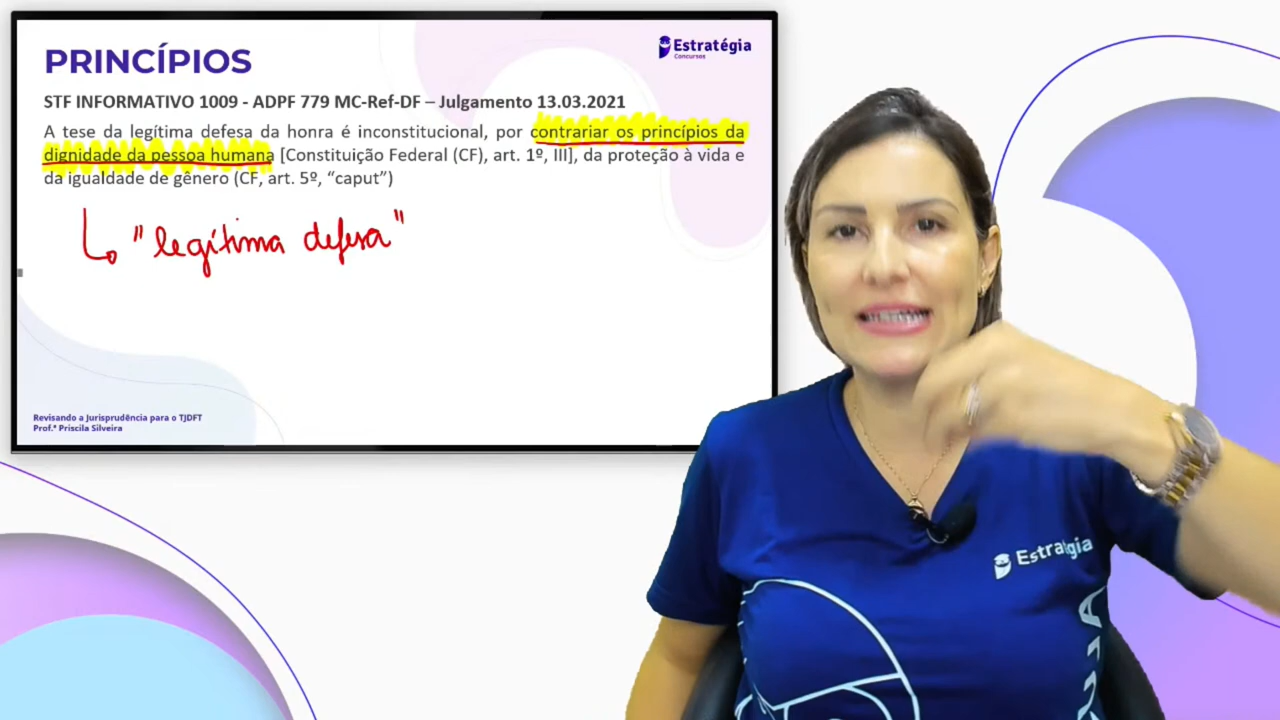 PRINCÍPIOS
Estratégia
Concursos
STF INFORMATIVO 1009 - ADPF 779 MC-Ref-DF – Julgamento 13.03.2021
A tese da legítima defesa da honra é inconstitucional, por contrariar os princípios da
dignidade da pessoa humana [Constituição Federal (CF), art. 1º, III], da proteção à vida e
da igualdade de gênero (CF, art. 5º, “caput”)
"legítima defesa"
Revisando a Jurisprudência para o TJDFT
Prof.ª Priscila Silveira
Estratégia